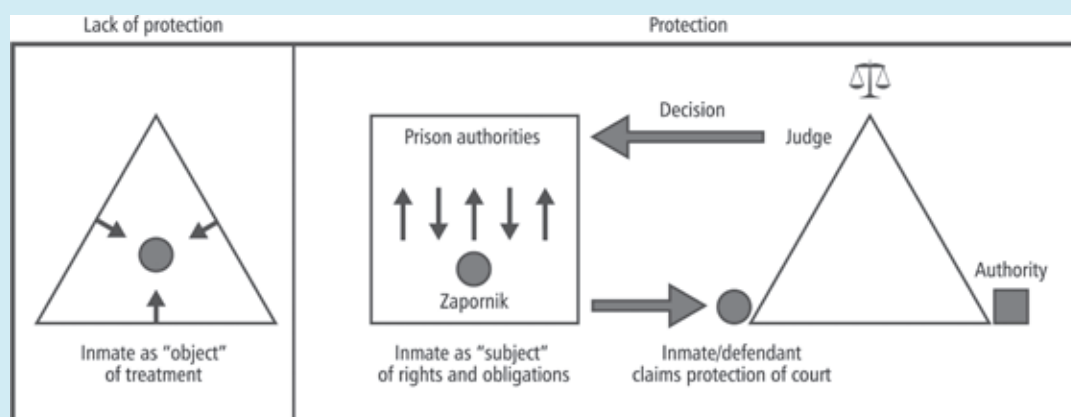 Lack of protection
Protection
Decision
Prison authorities
Judge
Authority
Zapornik
Inmate as “object”
of treatment
Inmate as “subject”
of rights and obligations
Inmate/defendant
claims protection of court